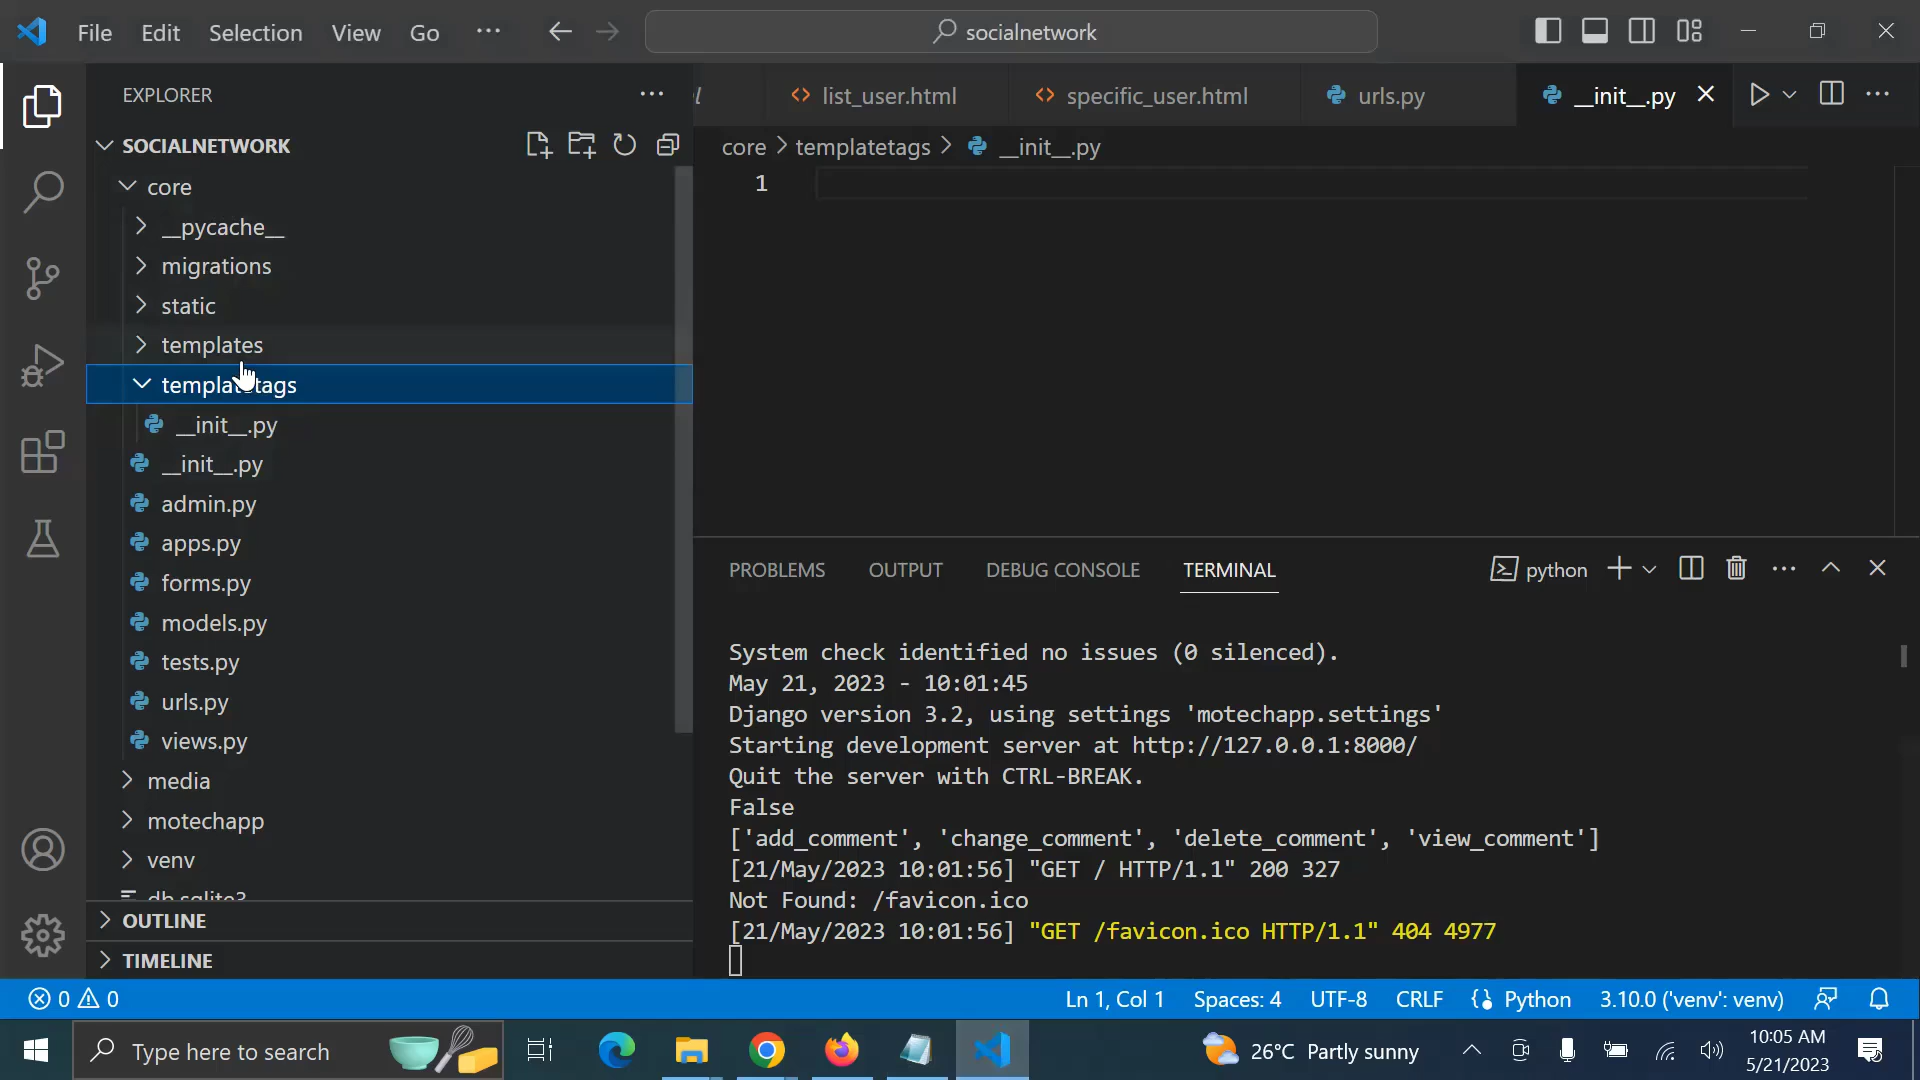 File Edit Selection View Go ··· socialnetwork
EXPLORER
SOCIALNETWORK
core
__pycache__
migrations
static
templates
templatetags
__init__.py
__init__.py
admin.py
apps.py
forms.py
models.py
tests.py
urls.py
views.py
media
motechapp
venv
db.sqlite3
OUTLINE
TIMELINE
list_user.html specific_user.html urls.py __init__.py
core > templatetags > __init__.py
1
PROBLEMS OUTPUT DEBUG CONSOLE TERMINAL python
System check identified no issues (0 silenced).
May 21, 2023 - 10:01:45
Django version 3.2, using settings 'motechapp.settings'
Starting development server at http://127.0.0.1:8000/
Quit the server with CTRL-BREAK.
False
['add_comment', 'change_comment', 'delete_comment', 'view_comment']
[21/May/2023 10:01:56] "GET / HTTP/1.1" 200 327
Not Found: /favicon.ico
[21/May/2023 10:01:56] "GET /favicon.ico HTTP/1.1" 404 4977
0 0 Ln 1, Col 1 Spaces: 4 UTF-8 CRLF Python 3.10.0 ('venv': venv)
Type here to search 26°C Partly sunny 10:05 AM
5/21/2023